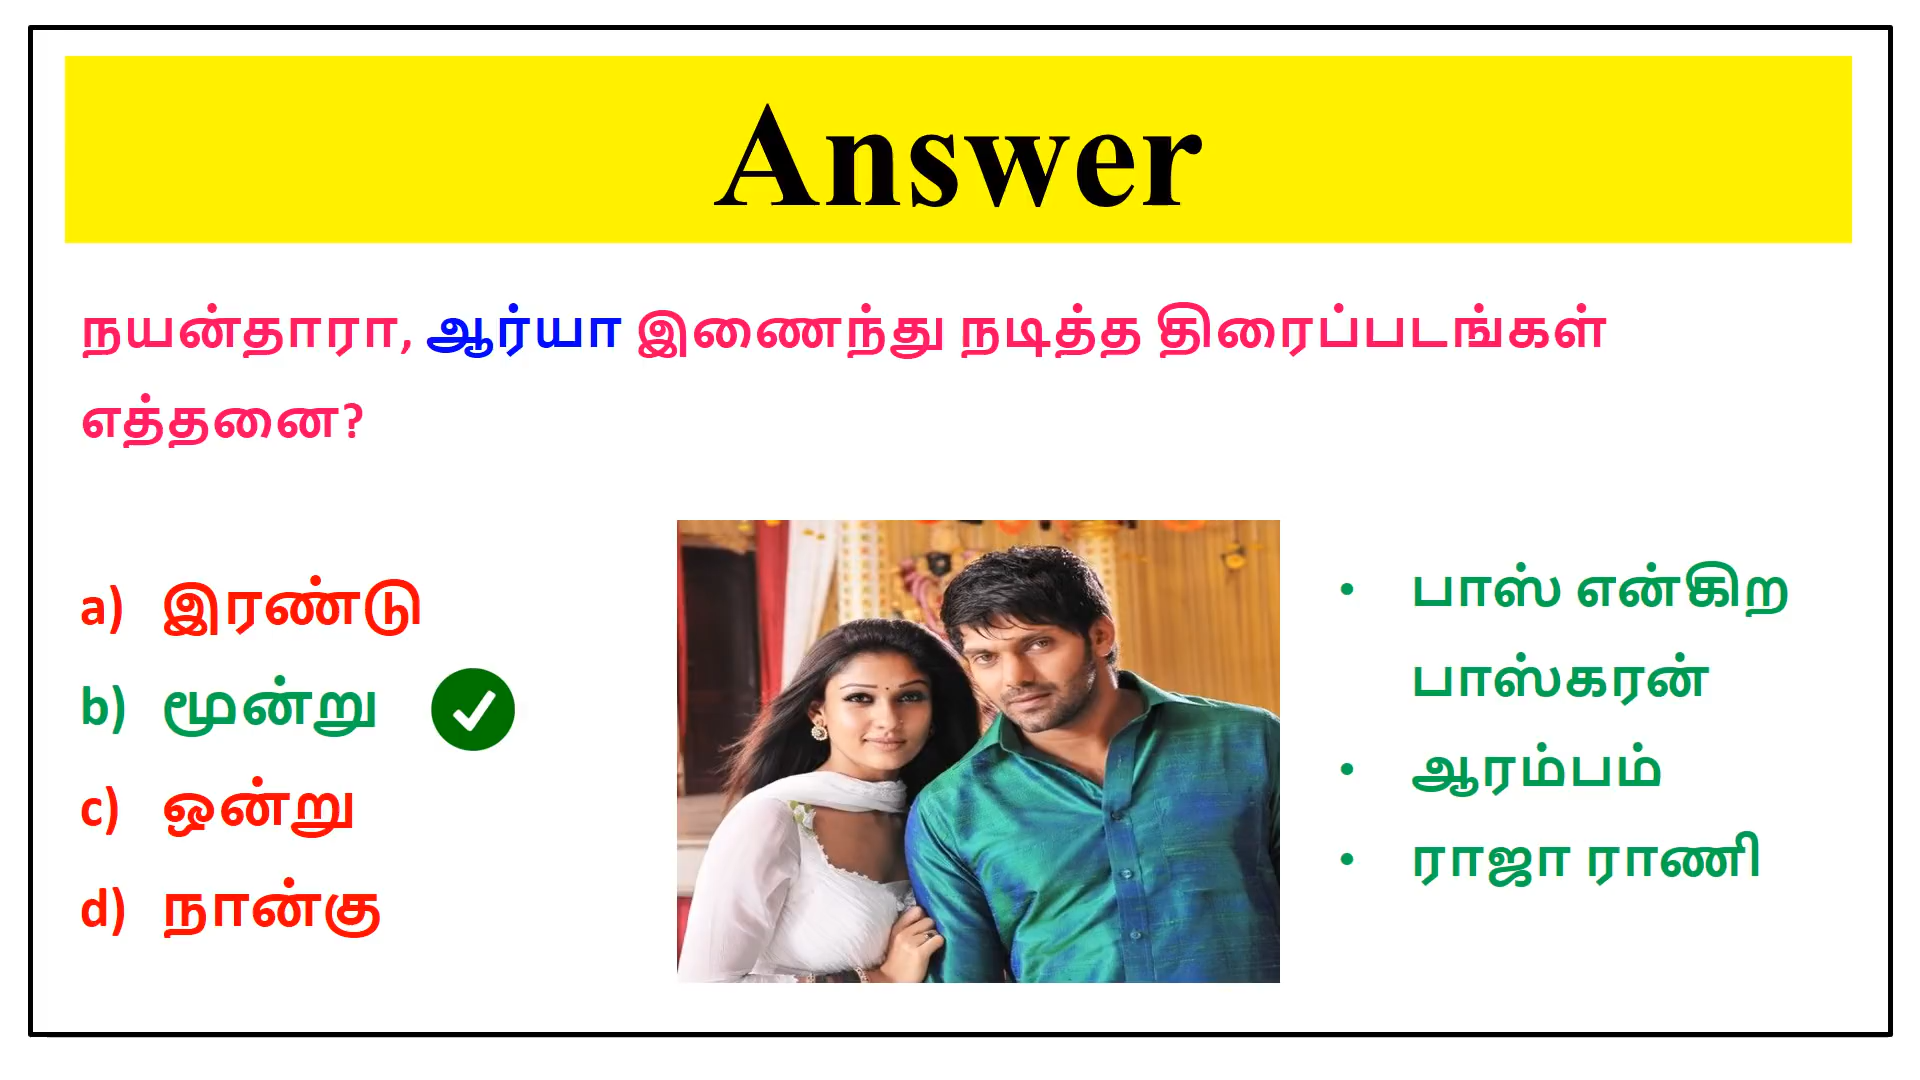 Answer
நயன்தாரா, ஆர்யா இணைந்து நடித்த திரைப்படங்கள்
எத்தனை?
a) இரண்டு
b) மூன்று
c) ஒன்று
d) நான்கு
• பாஸ் என்கிற
பாஸ்கரன்
• ஆரம்பம்
• ராஜா ராணி